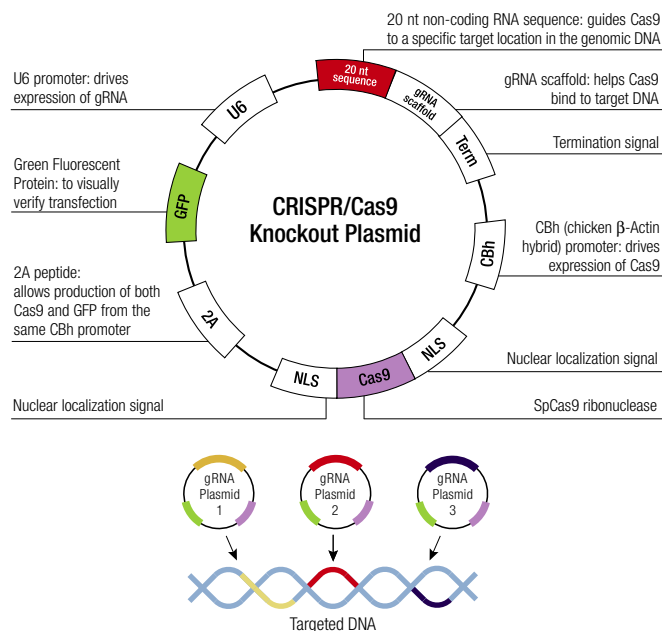 20 nt non-coding RNA sequence: guides Cas9
to a specific target location in the genomic DNA
U6 promoter: drives
expression of gRNA
20 nt
sequence
gRNA
scaffold
gRNA scaffold: helps Cas9
bind to target DNA
U6
Term
Termination signal
Green Fluorescent
Protein: to visually
verify transfection
GFP
CRISPR/Cas9
Knockout Plasmid
CBh
CBh (chicken β-Actin
hybrid) promoter: drives
expression of Cas9
2A peptide:
allows production of both
Cas9 and GFP from the
same CBh promoter
2A
NLS
Cas9
NLS
Nuclear localization signal
Nuclear localization signal
SpCas9 ribonuclease
gRNA
Plasmid
1
gRNA
Plasmid
2
gRNA
Plasmid
3
Targeted DNA